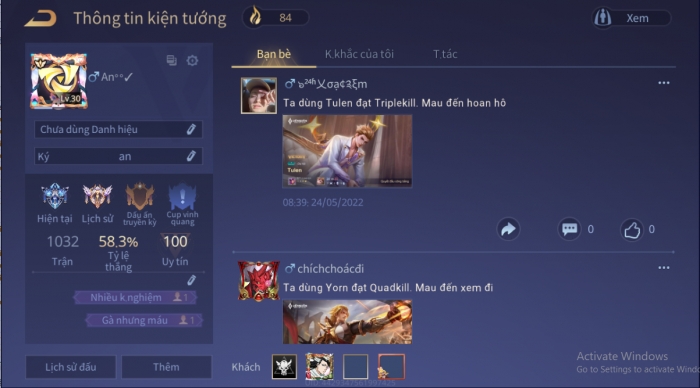 Thông tin kiện tướng
84
Xem
Bạn bè
K.khắc của tôi
T.tác
An°°✓
Lv.30
Chưa dùng Danh hiệu
Ký an
Hiện tại
Lịch sử
Dấu ấn truyền kỳ
Cup vinh quang
1032
58.3%
100
Trận
Tỷ lệ thắng
Uy tín
Nhiều k.nghiệm 1
Gà nhưng máu 1
Lịch sử đấu
Thêm
Ta dùng Tulen đạt Triplekill. Mau đến hoan hô
Tulen
08:39: 24/05/2022
0
0
chíchchoácđi
Ta dùng Yorn đạt Quadkill. Mau đến xem đi
Khách
Activate Windows
Go to Settings to activate Wind